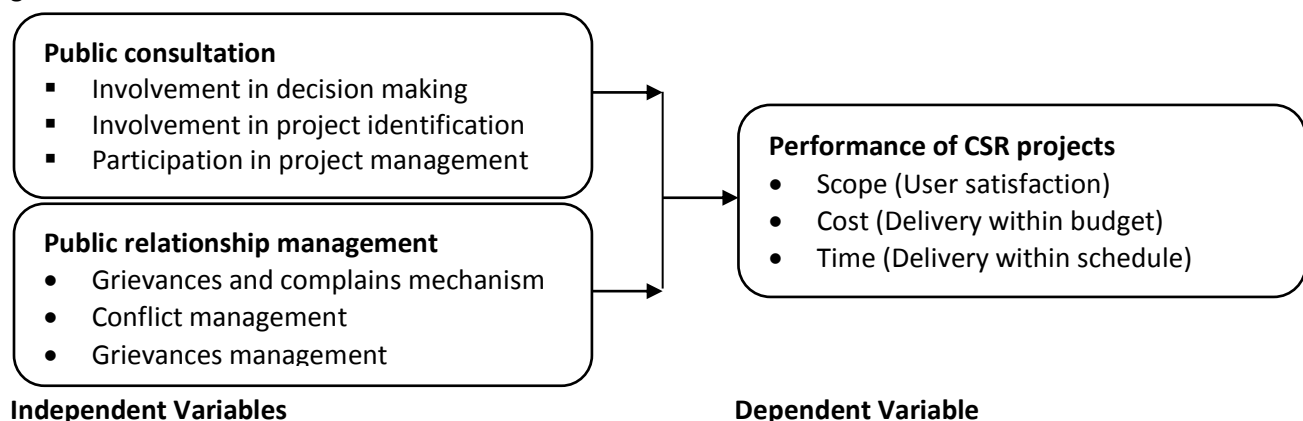 Public consultation
▪ Involvement in decision making
▪ Involvement in project identification
▪ Participation in project management
Public relationship management
• Grievances and complains mechanism
• Conflict management
• Grievances management
Performance of CSR projects
• Scope (User satisfaction)
• Cost (Delivery within budget)
• Time (Delivery within schedule)
Independent Variables
Dependent Variable